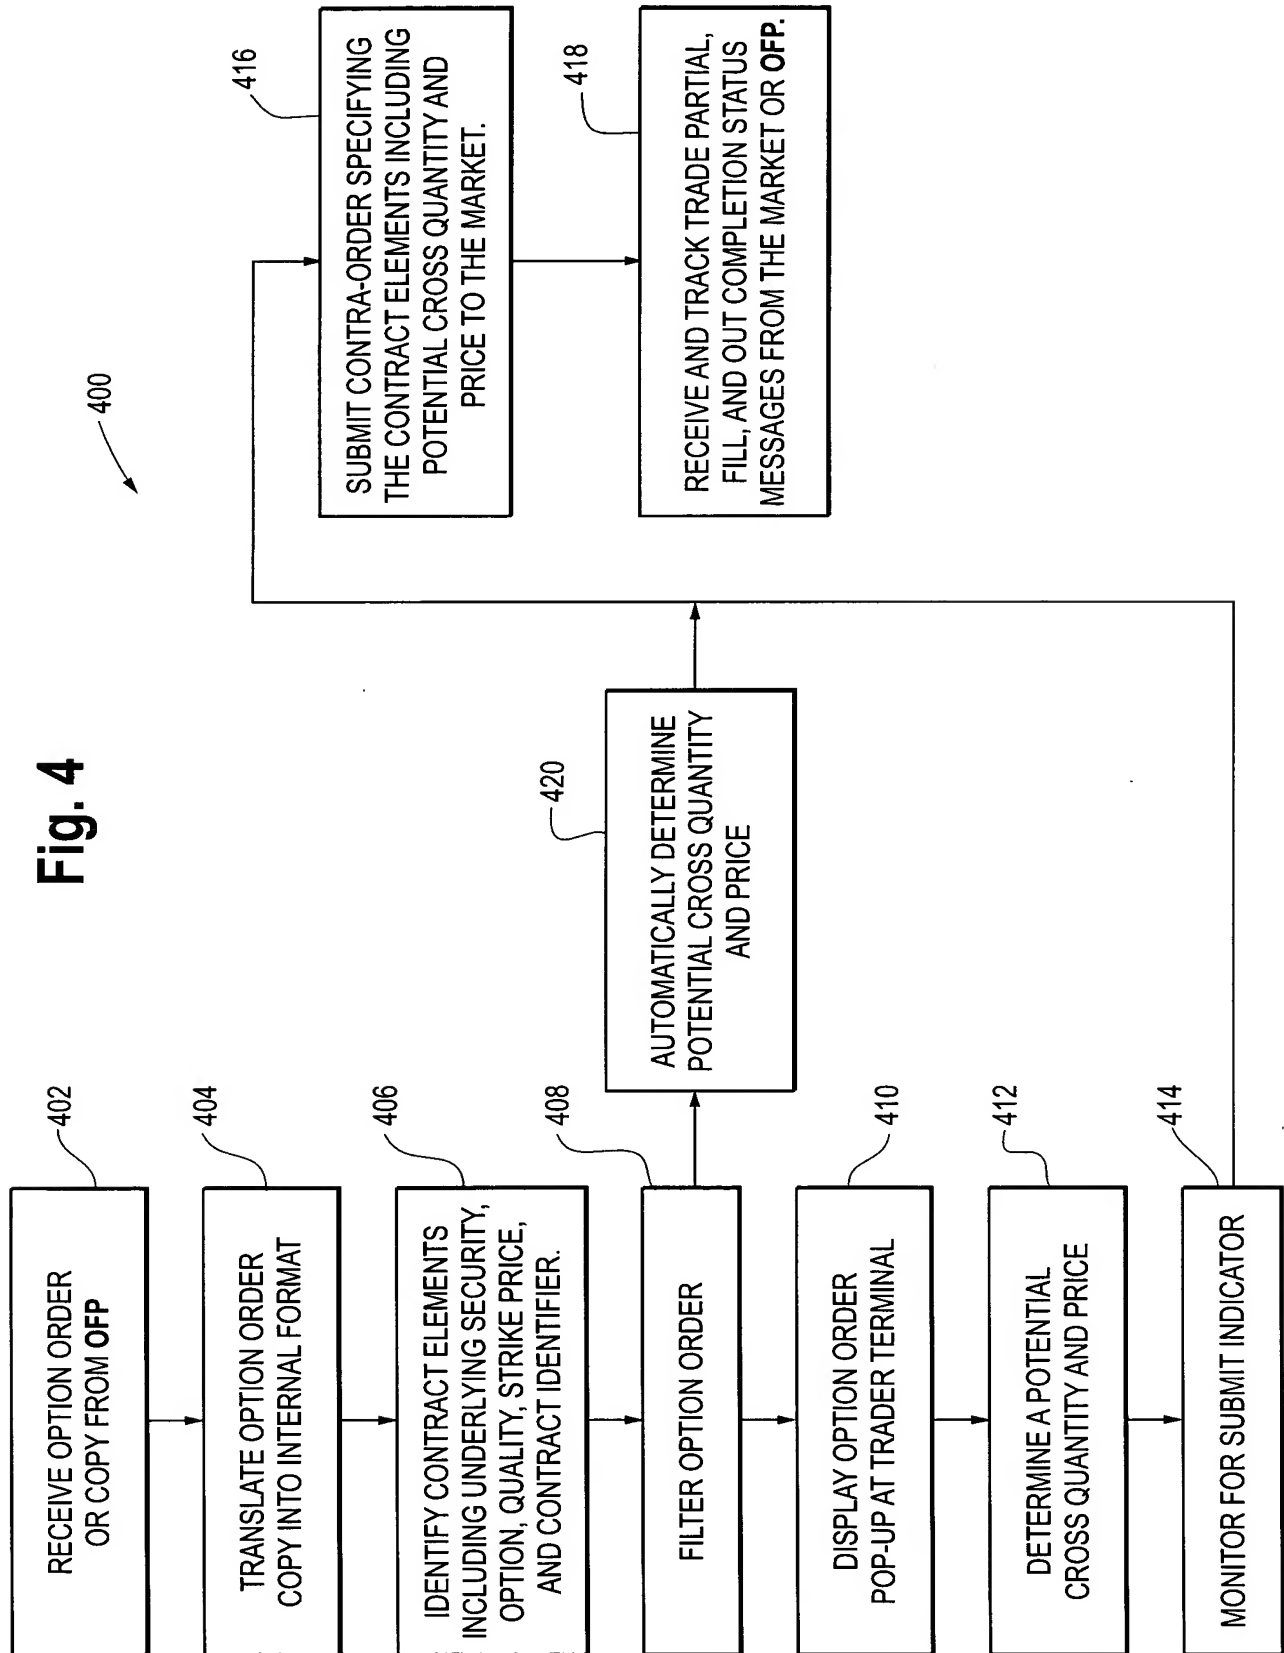 Fig. 4
400
402
RECEIVE OPTION ORDER
OR COPY FROM OFP
404
TRANSLATE OPTION ORDER
COPY INTO INTERNAL FORMAT
406
IDENTIFY CONTRACT ELEMENTS
INCLUDING UNDERLYING SECURITY,
OPTION, QUALITY, STRIKE PRICE,
AND CONTRACT IDENTIFIER.
408
FILTER OPTION ORDER
410
DISPLAY OPTION ORDER
POP-UP AT TRADER TERMINAL
412
DETERMINE A POTENTIAL
CROSS QUANTITY AND PRICE
414
MONITOR FOR SUBMIT INDICATOR
420
AUTOMATICALLY DETERMINE
POTENTIAL CROSS QUANTITY
AND PRICE
416
SUBMIT CONTRA-ORDER SPECIFYING
THE CONTRACT ELEMENTS INCLUDING
POTENTIAL CROSS QUANTITY AND
PRICE TO THE MARKET.
418
RECEIVE AND TRACK TRADE PARTIAL,
FILL, AND OUT COMPLETION STATUS
MESSAGES FROM THE MARKET OR OFP.